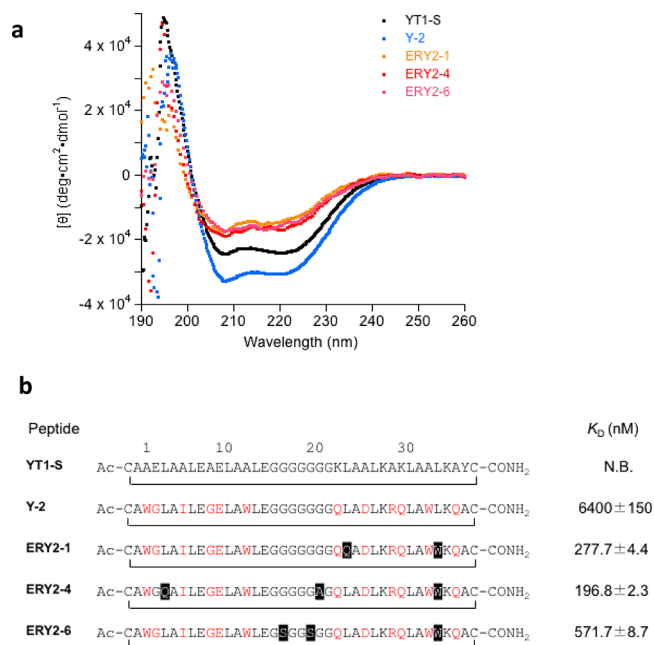 a
YT1-S
Y-2
ERY2-1
ERY2-4
ERY2-6
4 x 10⁴
2 x 10⁴
0
-2 x 10⁴
-4 x 10⁴
[θ] (deg•cm²•dmol⁻¹)
190 200 210 220 230 240 250 260
Wavelength (nm)
b
Peptide 1 10 20 30 K_D (nM)
YT1-S Ac-CAAELAALEAELAALEGGGGGGGKLAALKAKLAALKAYC-CONH₂ N.B.
Y-2 Ac-CAWGLAILEGELAWLEGGGGGGGQLADLKRQLAWLKQAC-CONH₂ 6400±150
ERY2-1 Ac-CAWGLAILEGELAWLEGGGGGGGQQADLKRQLAWWKQAC-CONH₂ 277.7±4.4
ERY2-4 Ac-CAWGQAILEGELAWLEGGGGGAGQLADLKRQLAWWKQAC-CONH₂ 196.8±2.3
ERY2-6 Ac-CAWGLAILEGELAWLEGSGGSGGQLADLKRQLAWWKQAC-CONH₂ 571.7±8.7